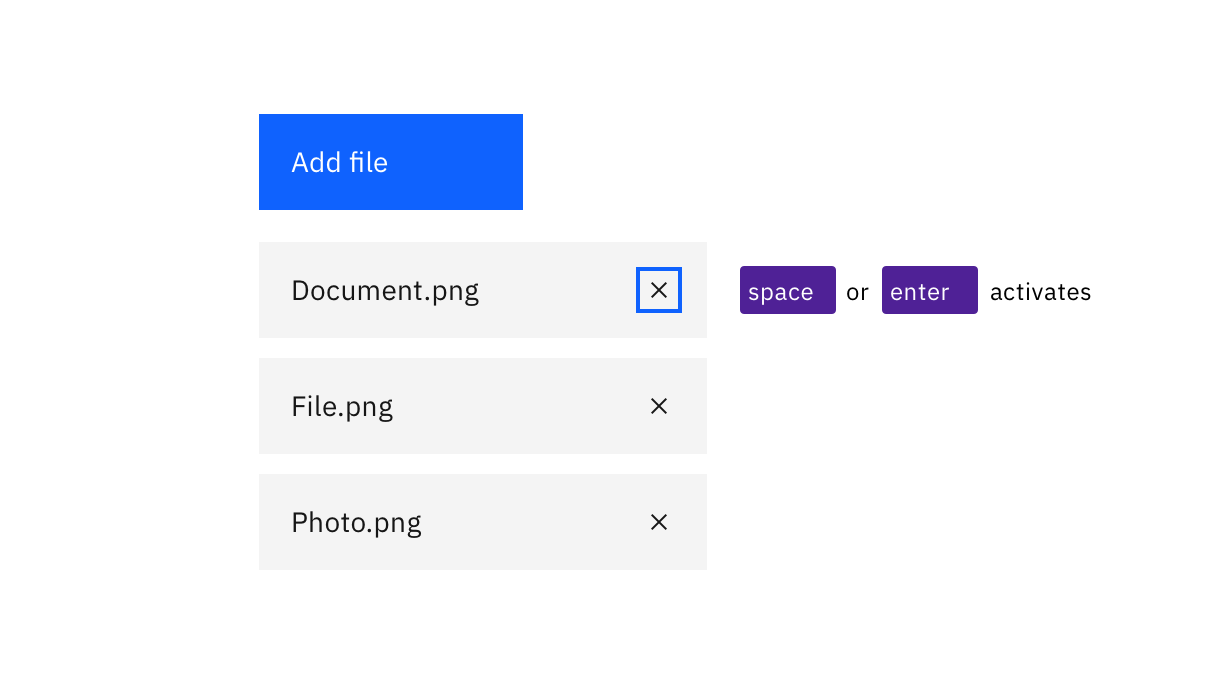 Add file
Document.png
space or enter activates
File.png
Photo.png